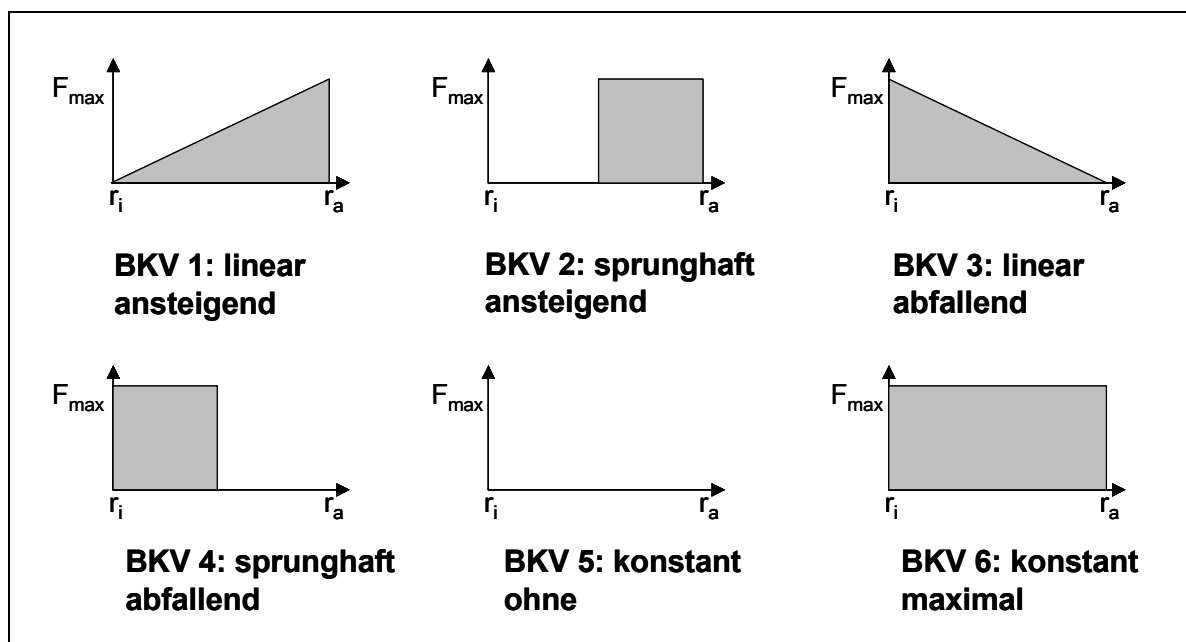 F_max
r_i r_a
BKV 1: linear
ansteigend
r_i r_a
BKV 2: sprunghaft
ansteigend
F_max
r_i r_a
BKV 3: linear
abfallend
F_max
r_i r_a
BKV 4: sprunghaft
abfallend
F_max
r_i r_a
BKV 5: konstant
ohne
F_max
r_i r_a
BKV 6: konstant
maximal